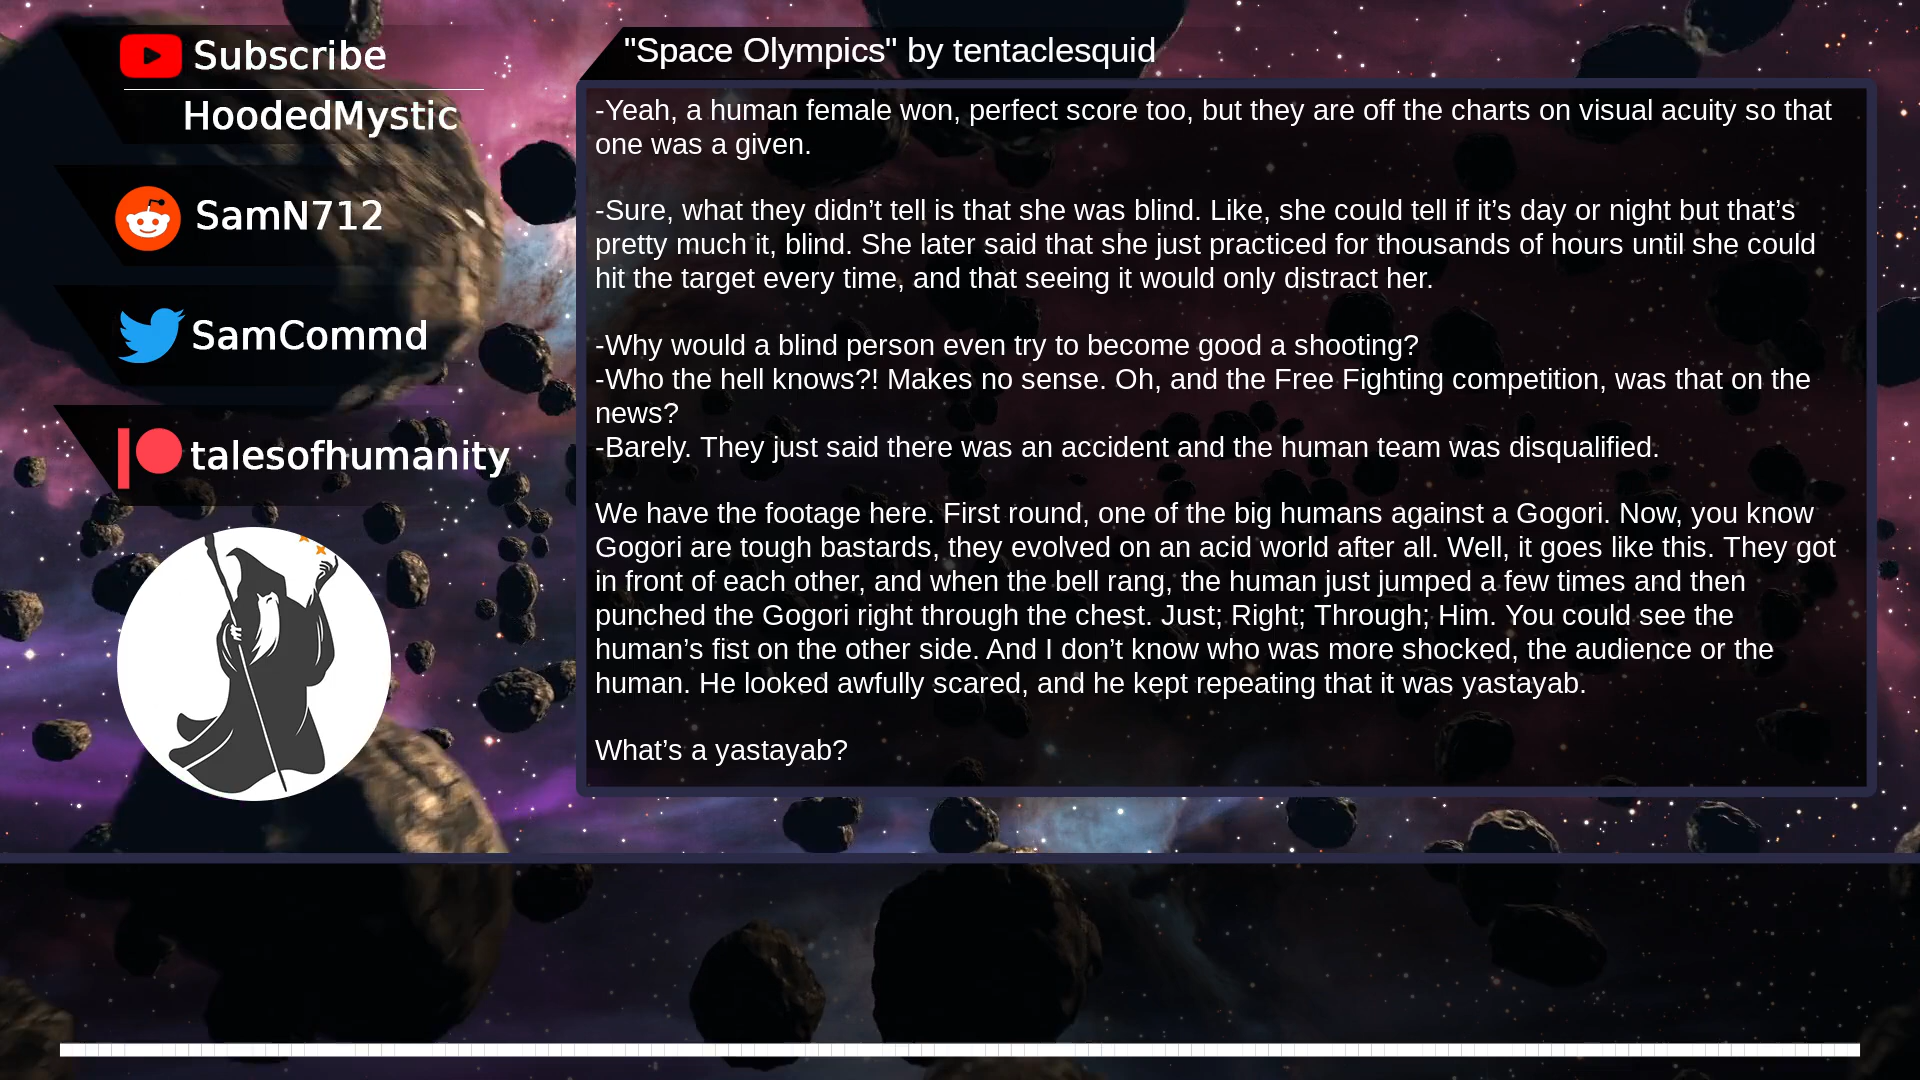 Subscribe
HoodedMystic
SamN712
SamCommd
talesofhumanity
"Space Olympics" by tentaclesquid
-Yeah, a human female won, perfect score too, but they are off the charts on visual acuity so that
one was a given.
-Sure, what they didn’t tell is that she was blind. Like, she could tell if it’s day or night but that’s
pretty much it, blind. She later said that she just practiced for thousands of hours until she could
hit the target every time, and that seeing it would only distract her.
-Why would a blind person even try to become good a shooting?
-Who the hell knows?! Makes no sense. Oh, and the Free Fighting competition, was that on the
news?
-Barely. They just said there was an accident and the human team was disqualified.
We have the footage here. First round, one of the big humans against a Gogori. Now, you know
Gogori are tough bastards, they evolved on an acid world after all. Well, it goes like this. They got
in front of each other, and when the bell rang, the human just jumped a few times and then
punched the Gogori right through the chest. Just; Right; Through; Him. You could see the
human’s fist on the other side. And I don’t know who was more shocked, the audience or the
human. He looked awfully scared, and he kept repeating that it was yastayab.
What’s a yastayab?